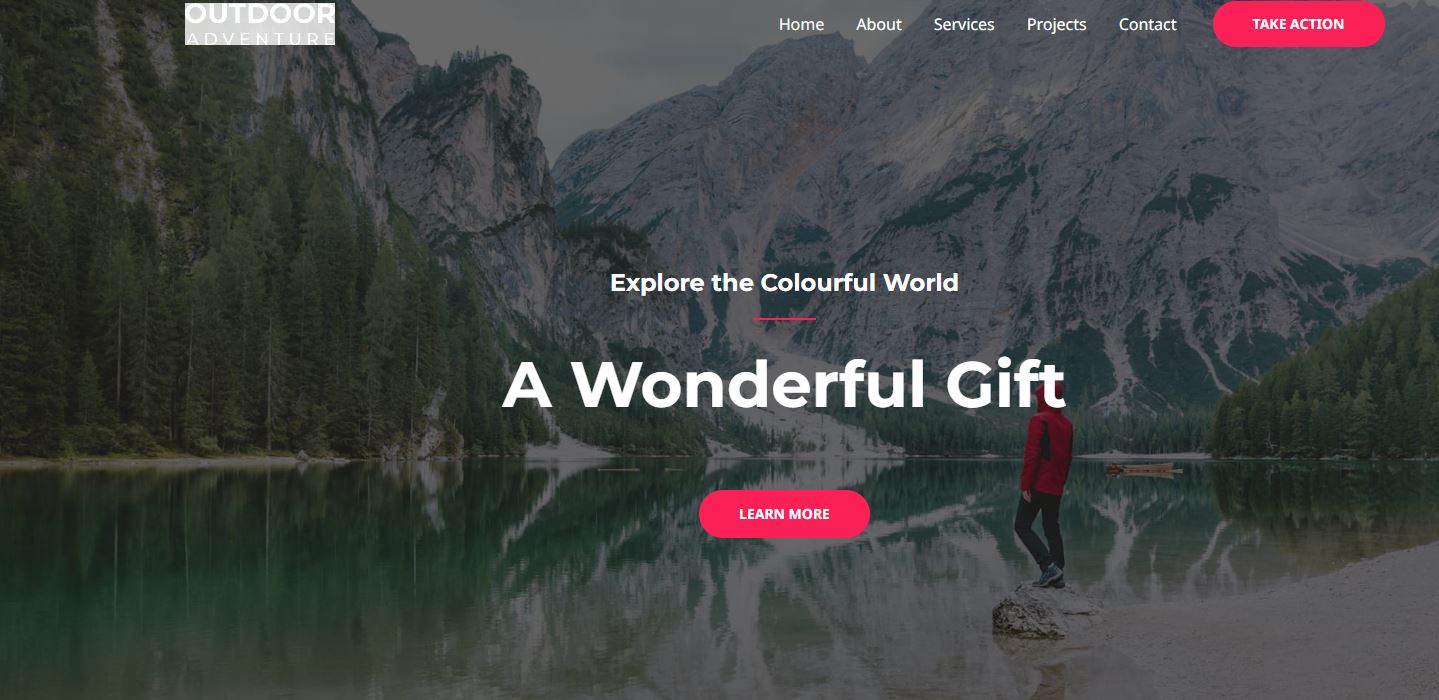 OUTDOOR
ADVENTURE
Home About Services Projects Contact TAKE ACTION
Explore the Colourful World
A Wonderful Gift
LEARN MORE